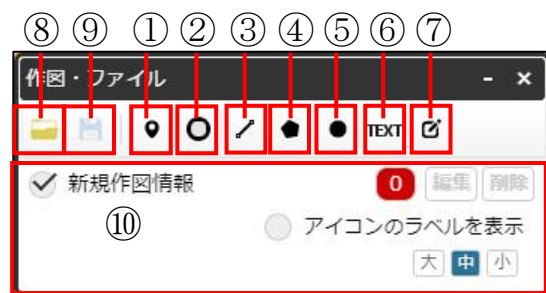 ⑧ ⑨ ① ② ③ ④ ⑤ ⑥ ⑦
作図・ファイル - ×
TEXT
新規作図情報 0 編集 削除
⑩ アイコンのラベルを表示
大 中 小